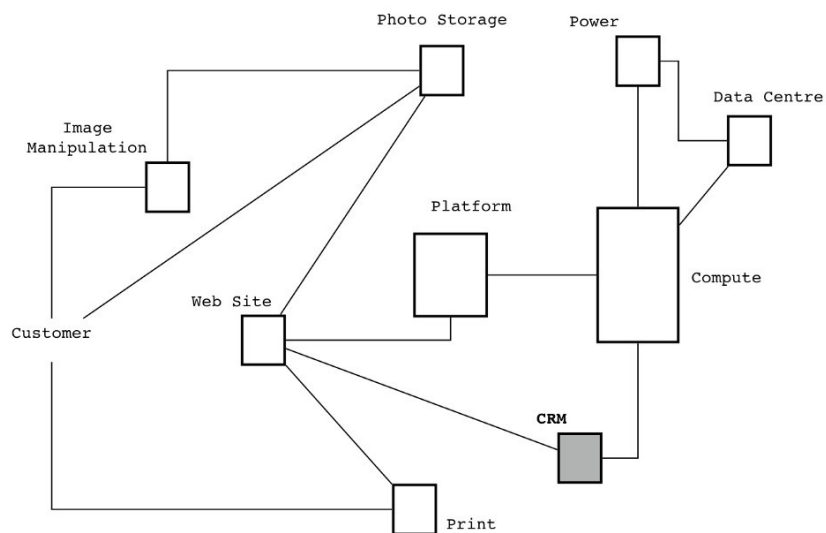 Photo Storage
Power
Data Centre
Image
Manipulation
Platform
Compute
Web Site
Customer
CRM
Print